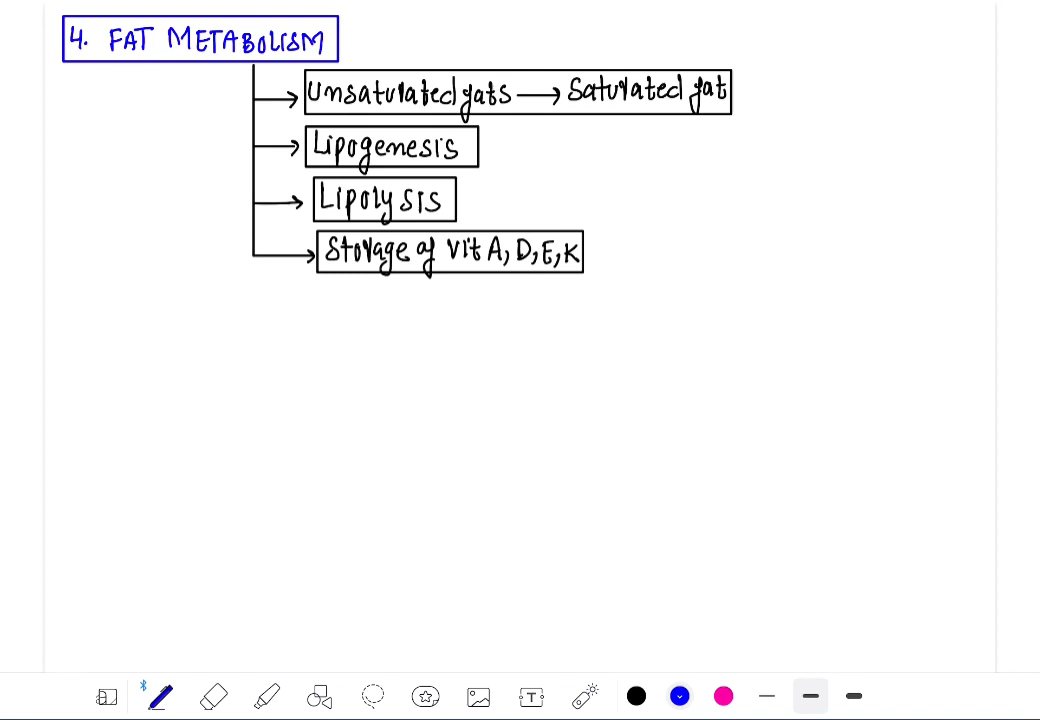 4. FAT METABOLISM
Unsaturated fats → Saturated fat
Lipogenesis
Lipolysis
Storage of Vit A, D, E, K
T